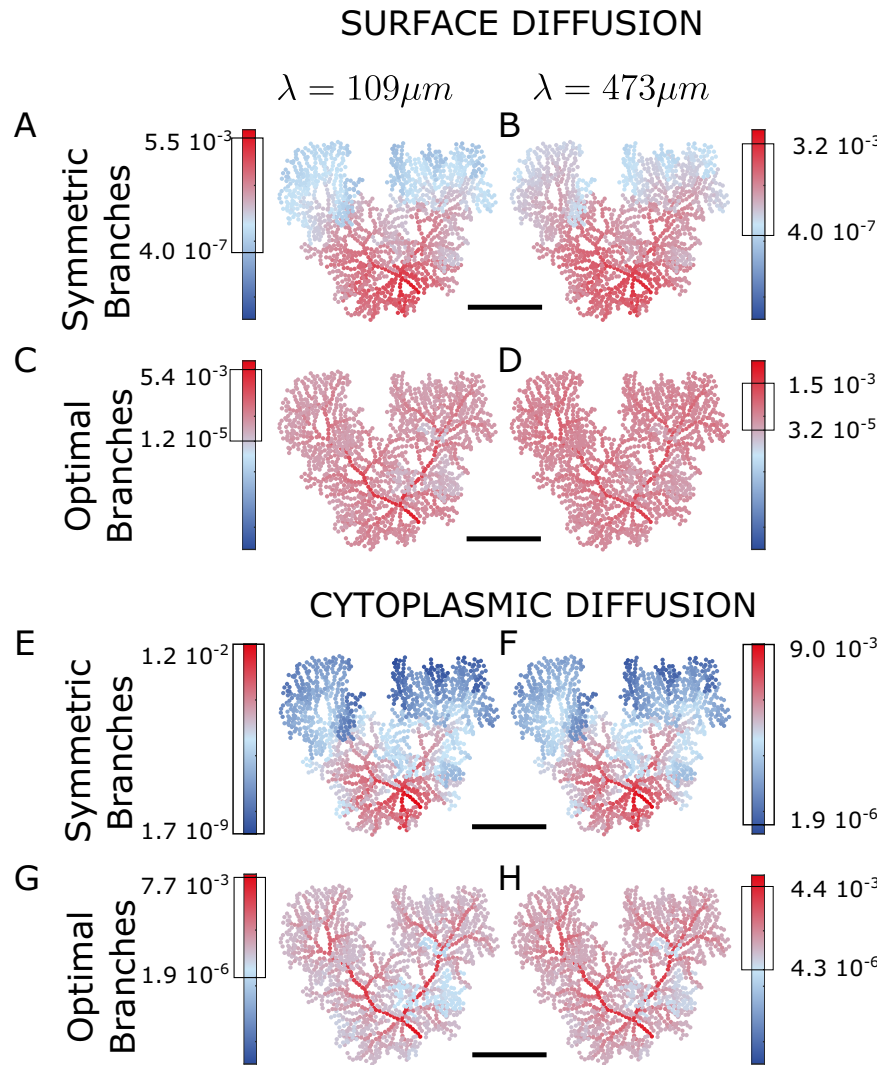 SURFACE DIFFUSION
λ = 109μm
λ = 473μm
A
B
Symmetric
Branches
5.5 10-3
4.0 10-7
3.2 10-3
4.0 10-7
C
D
Optimal
Branches
5.4 10-3
1.2 10-5
1.5 10-3
3.2 10-5
CYTOPLASMIC DIFFUSION
E
F
Symmetric
Branches
1.2 10-2
1.7 10-9
9.0 10-3
1.9 10-6
G
H
Optimal
Branches
7.7 10-3
1.9 10-6
4.4 10-3
4.3 10-6